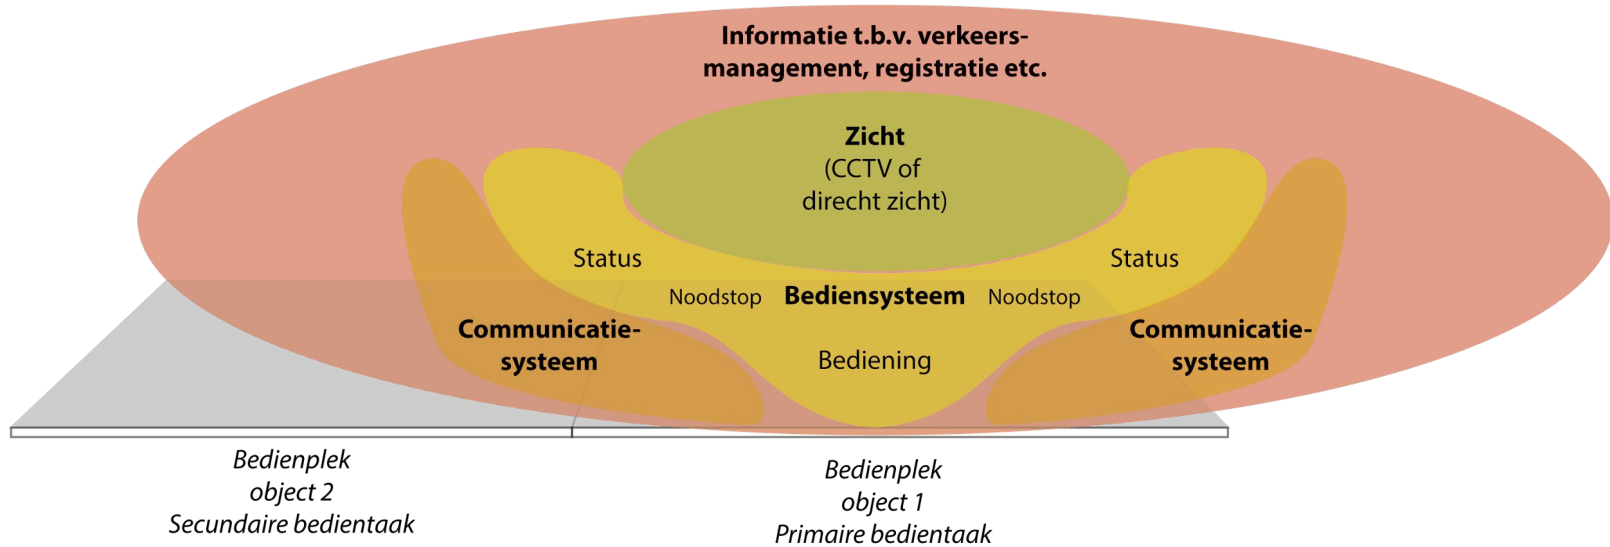 Informatie t.b.v. verkeers-
management, registratie etc.
Zicht
(CCTV of
direct zicht)
Status
Status
Noodstop
Bediensysteem
Noodstop
Communicatie-
systeem
Bediening
Communicatie-
systeem
Bedienplek
object 2
Secundaire bedientaak
Bedienplek
object 1
Primaire bedientaak